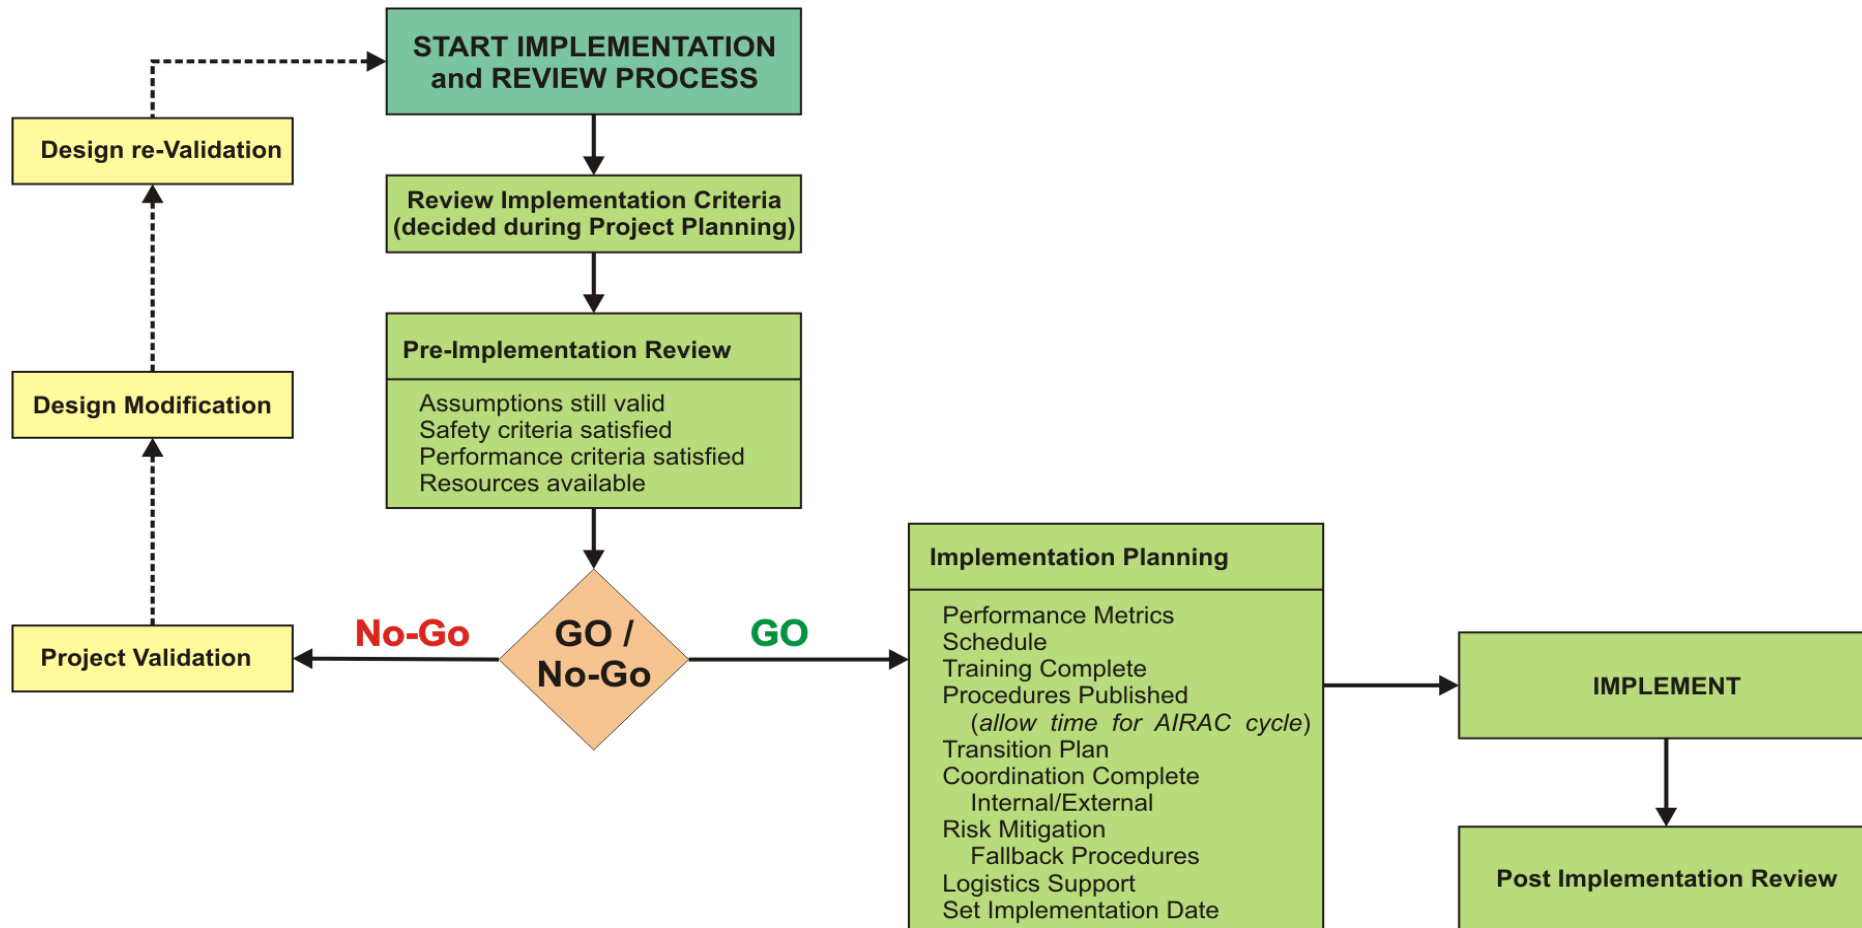 START IMPLEMENTATION
and REVIEW PROCESS
Design re-Validation
Review Implementation Criteria
(decided during Project Planning)
Pre-Implementation Review
Assumptions still valid
Safety criteria satisfied
Performance criteria satisfied
Resources available
Design Modification
Project Validation
No-Go
GO /
No-Go
GO
Implementation Planning
Performance Metrics
Schedule
Training Complete
Procedures Published
(allow time for AIRAC cycle)
Transition Plan
Coordination Complete
Internal/External
Risk Mitigation
Fallback Procedures
Logistics Support
Set Implementation Date
IMPLEMENT
Post Implementation Review